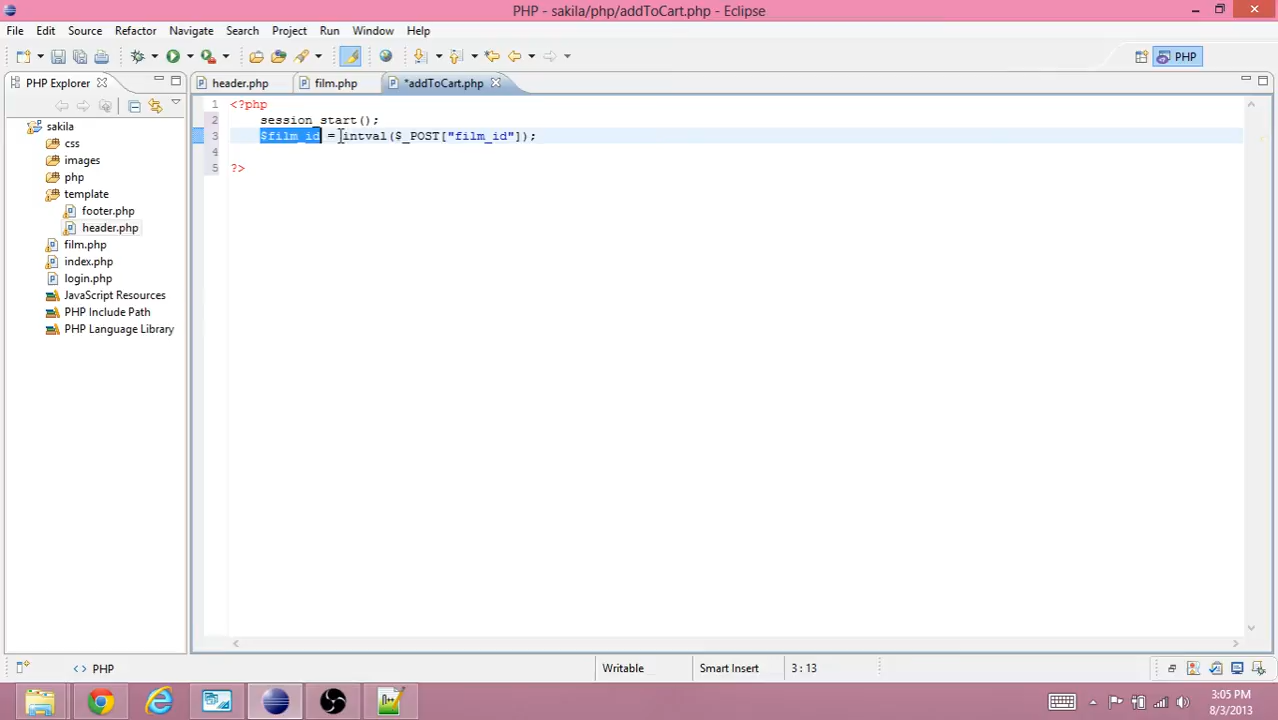 PHP - sakila/php/addToCart.php - Eclipse
File Edit Source Refactor Navigate Search Project Run Window Help
PHP
PHP Explorer
header.php
film.php
*addToCart.php
sakila
css
images
php
template
footer.php
header.php
film.php
index.php
login.php
JavaScript Resources
PHP Include Path
PHP Language Library
1 <?php
2 session_start();
3 $film_id = intval($_POST["film_id"]);
4
5 ?>
<> PHP
Writable
Smart Insert
3 : 13
3:05 PM
8/3/2013